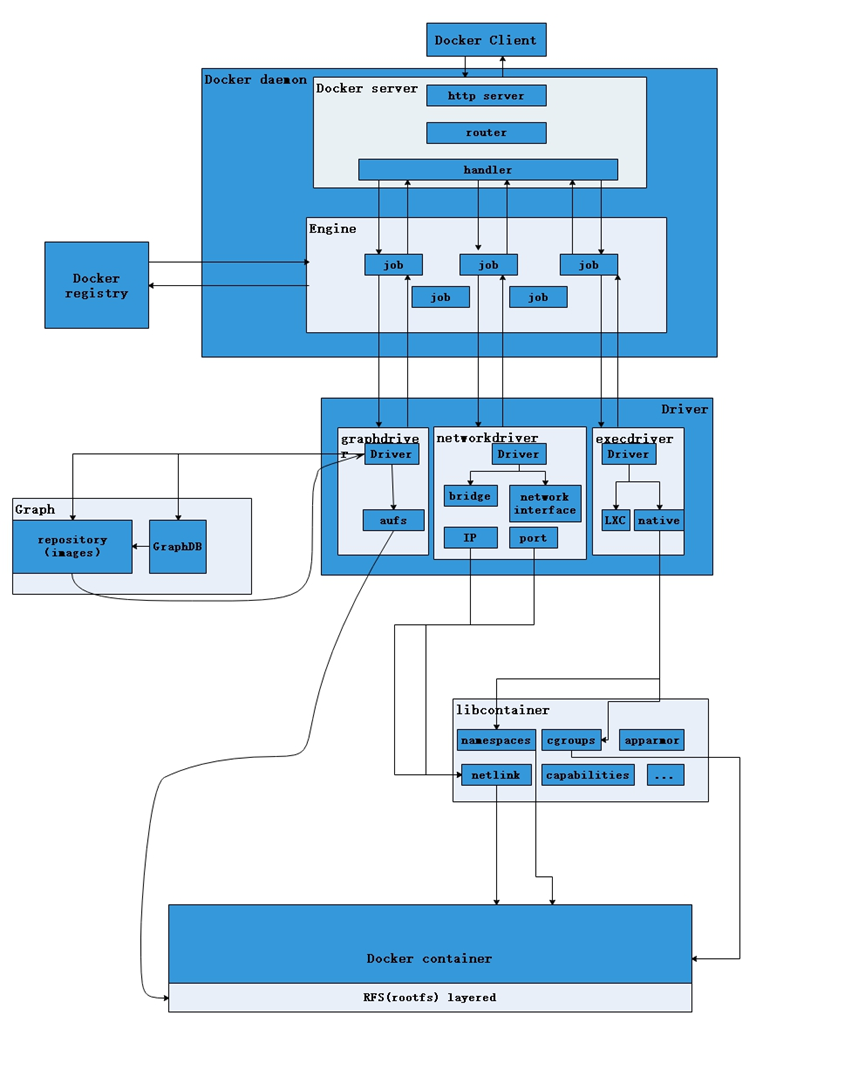 Docker Client
Docker daemon
Docker server
http server
router
handler
Engine
job
job
job
job
job
Docker
registry
Driver
graphdrive
r
networkdriver
execdriver
Driver
Driver
Driver
bridge
network
interface
aufs
LXC
native
IP
port
Graph
repository
(images)
GraphDB
libcontainer
namespaces
cgroups
apparmor
netlink
capabilities
...
Docker container
RFS(rootfs) layered